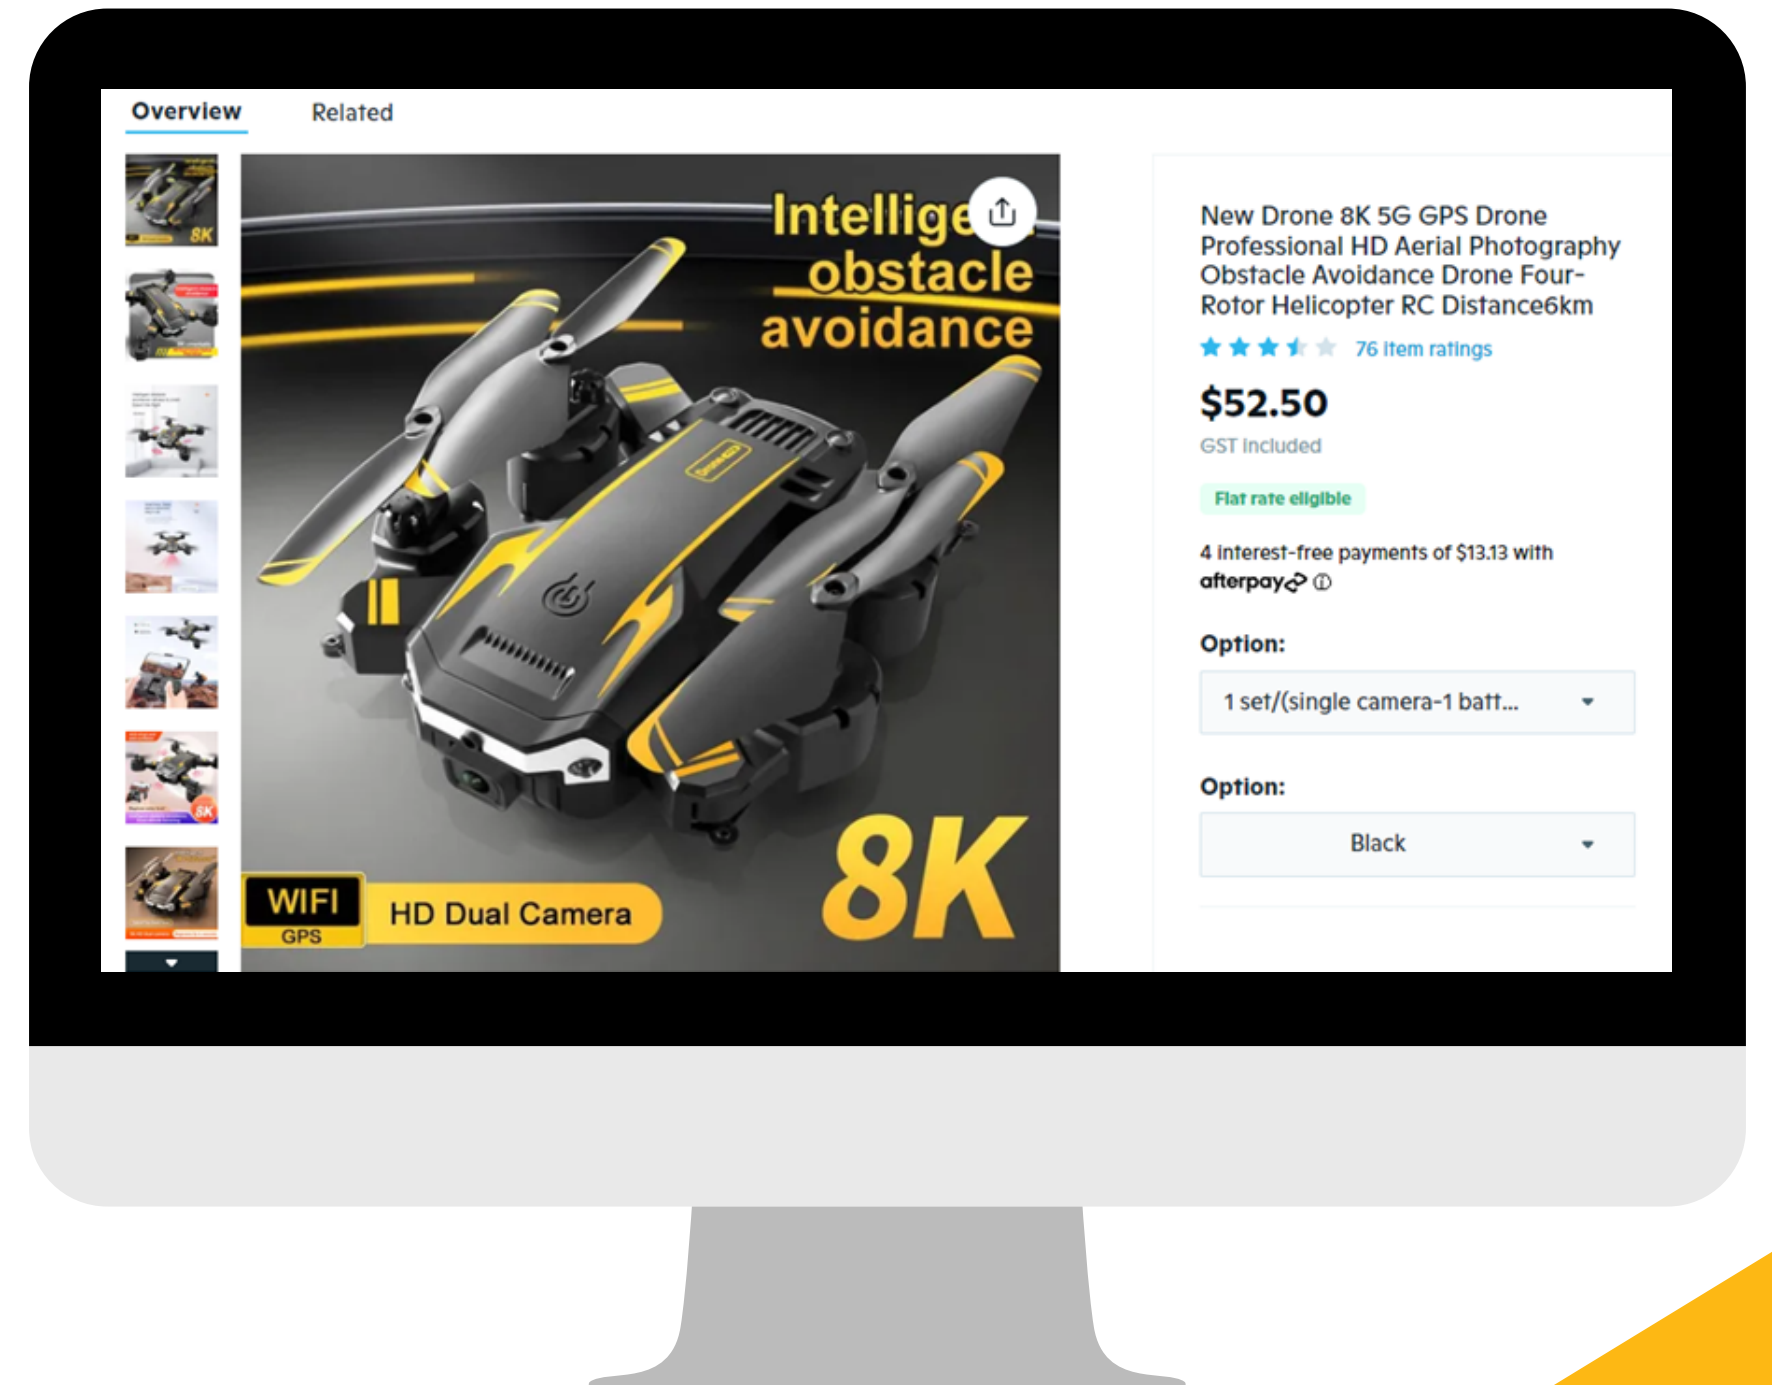 Overview
Related
Intellige
obstacle
avoidance
8K
WIFI
GPS
HD Dual Camera
8K
8K
New Drone 8K 5G GPS Drone
Professional HD Aerial Photography
Obstacle Avoidance Drone Four-
Rotor Helicopter RC Distance6km
76 item ratings
$52.50
GST Included
Flat rate eligible
4 interest-free payments of $13.13 with
afterpay
Option:
1 set/(single camera-1 batt...
Option:
Black